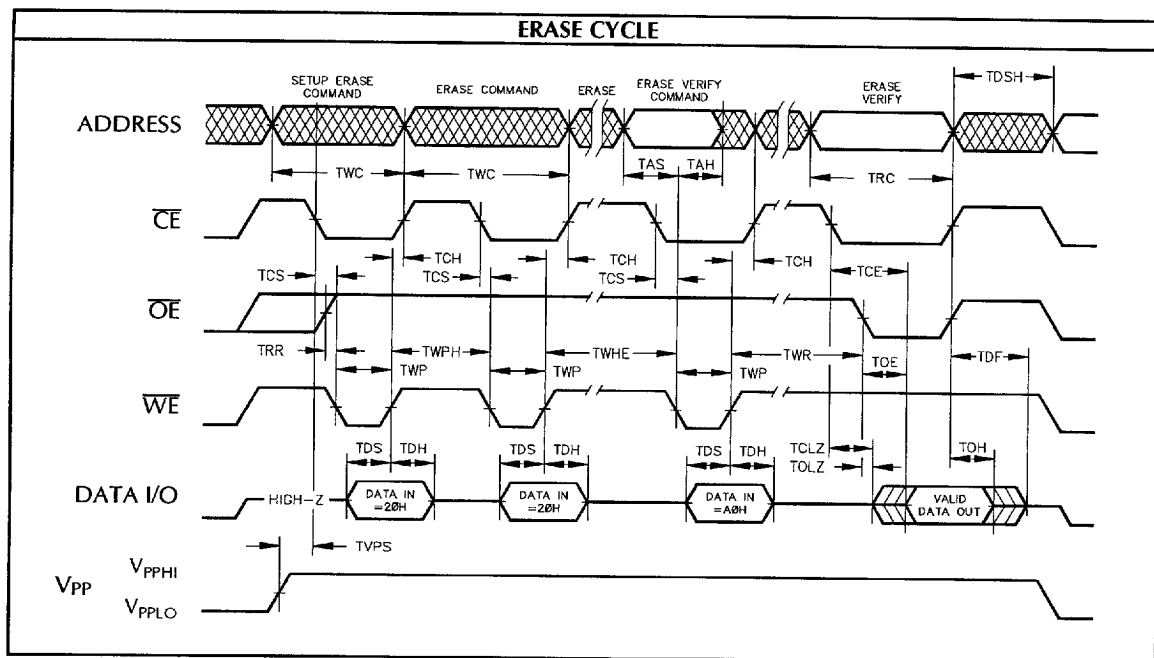 ERASE CYCLE
SETUP ERASE COMMAND
ERASE COMMAND
ERASE
ERASE VERIFY COMMAND
ERASE VERIFY
TDSH
ADDRESS
TWC
TWC
TAS
TAH
TRC
CE
TCS
TCH
TCS
TCH
TCS
TCH
TCE
OE
TRR
TWP
TWPH
TWP
TWHE
TWP
TWR
TOE
TDF
WE
TDS
TDH
TDS
TDH
TDS
TDH
TCLZ
TOLZ
TOH
DATA I/O
HIGH-Z
DATA IN =20H
DATA IN =20H
DATA IN =A0H
VALID DATA OUT
TVPS
VPP
VPPHI
VPPLO